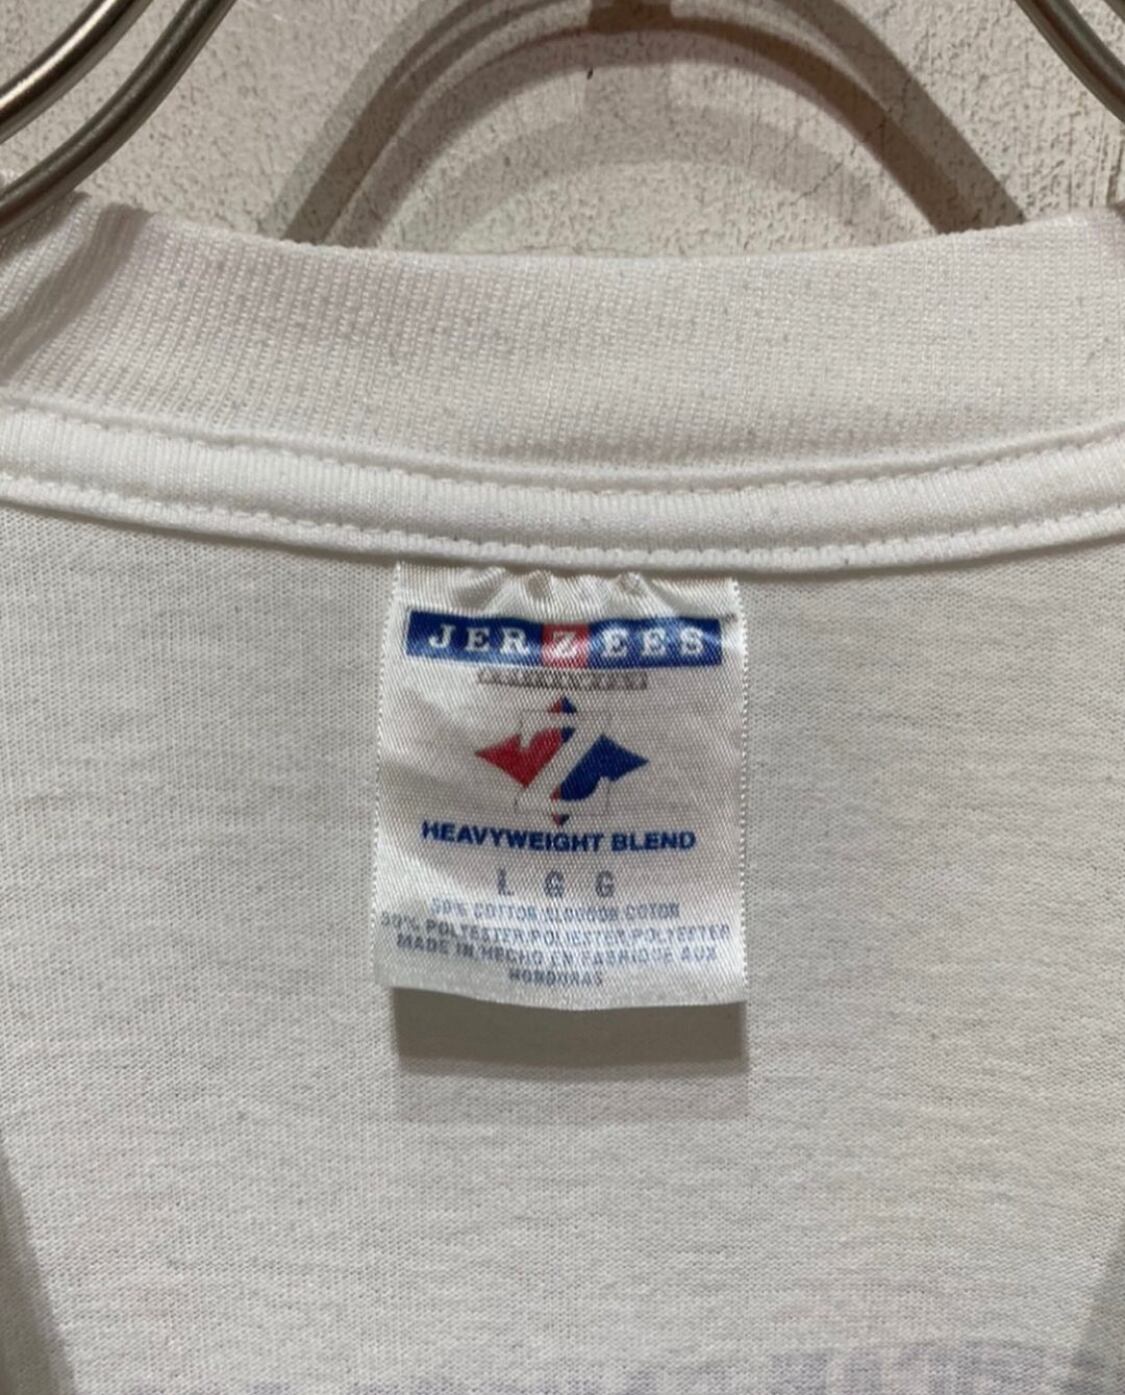 JERZEES
HEAVYWEIGHT BLEND
L G G
50% COTTON/ALGODON/COTON
50% POLYESTER/POLIESTER/POLYESTER
MADE IN/HECHO EN/FABRIQUE AUX
HONDURAS